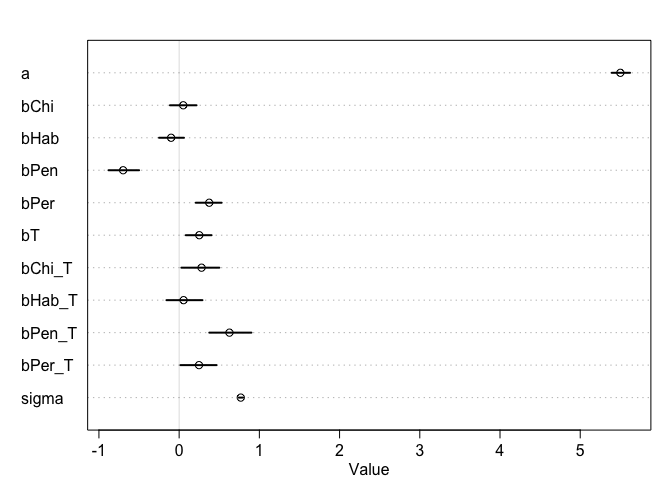 a
bChi
bHab
bPen
bPer
bT
bChi_T
bHab_T
bPen_T
bPer_T
sigma
-1 0 1 2 3 4 5
Value